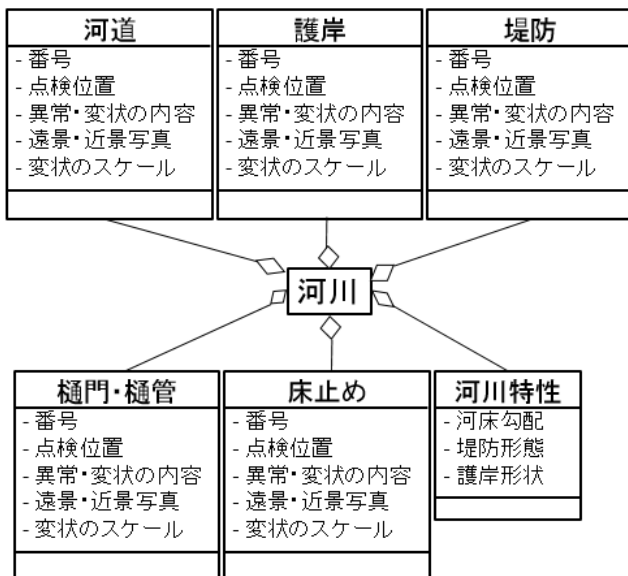 河道
- 番号
- 点検位置
- 異常・変状の内容
- 遠景・近景写真
- 変状のスケール
護岸
- 番号
- 点検位置
- 異常・変状の内容
- 遠景・近景写真
- 変状のスケール
堤防
- 番号
- 点検位置
- 異常・変状の内容
- 遠景・近景写真
- 変状のスケール
河川
樋門・樋管
- 番号
- 点検位置
- 異常・変状の内容
- 遠景・近景写真
- 変状のスケール
床止め
- 番号
- 点検位置
- 異常・変状の内容
- 遠景・近景写真
- 変状のスケール
河川特性
- 河床勾配
- 堤防形態
- 護岸形状